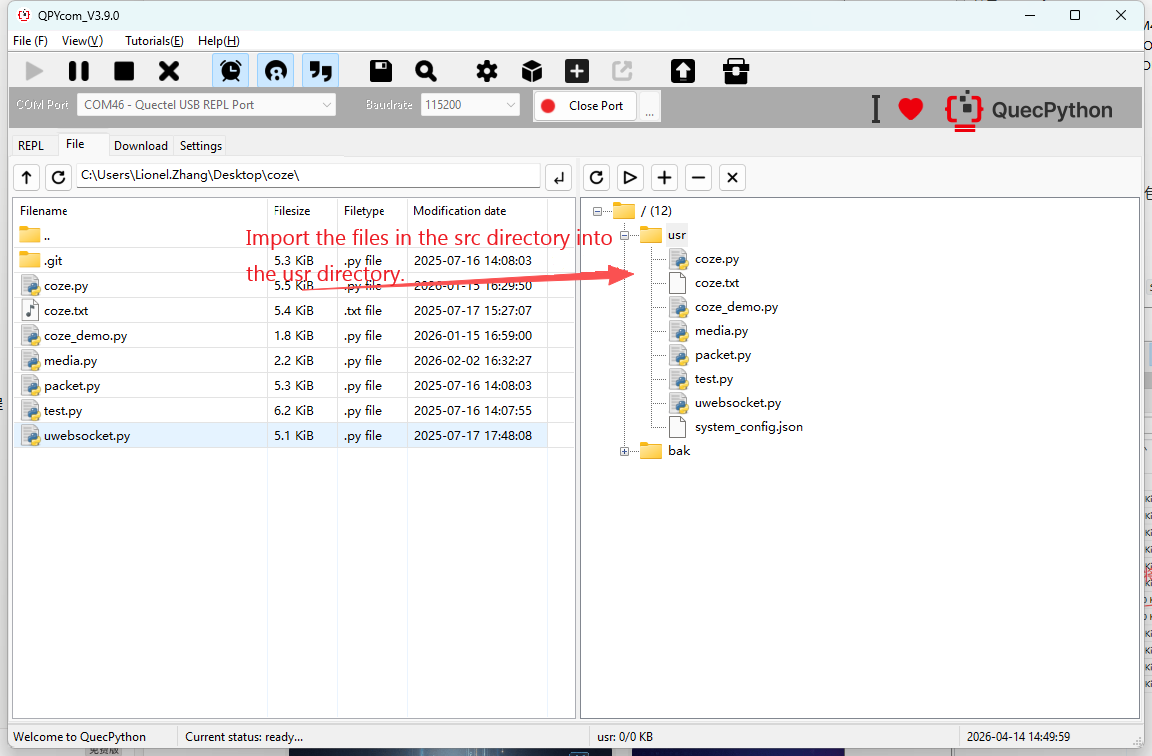 QPYcom_V3.9.0
File (F) View(V) Tutorials(E) Help(H)
COM Port COM46 - Quectel USB REPL Port Baudrate 115200 Close Port ... QuecPython
REPL File Download Settings
C:\Users\Lionel.Zhang\Desktop\coze\
Filename Filesize Filetype Modification date
..
.git 5.3 KiB .py file 2025-07-16 14:08:03
coze.py 5.5 KiB .py file 2026-01-15 16:29:50
coze.txt 5.4 KiB .txt file 2025-07-17 15:27:07
coze_demo.py 1.8 KiB .py file 2026-01-15 16:59:00
media.py 2.2 KiB .py file 2026-02-02 16:32:27
packet.py 5.3 KiB .py file 2025-07-16 14:08:03
test.py 6.2 KiB .py file 2025-07-16 14:07:55
uwebsocket.py 5.1 KiB .py file 2025-07-17 17:48:08
Import the files in the src directory into
the usr directory.
/ (12)
usr
coze.py
coze.txt
coze_demo.py
media.py
packet.py
test.py
uwebsocket.py
system_config.json
bak
Welcome to QuecPython Current status: ready... usr: 0/0 KB 2026-04-14 14:49:59
免费版